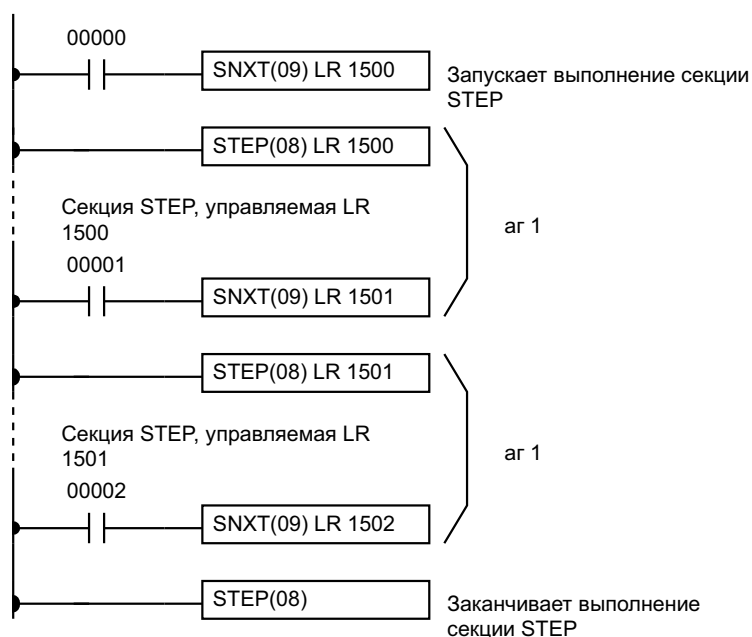 00000
SNXT(09) LR 1500
Запускает выполнение секции
STEP
STEP(08) LR 1500
Секция STEP, управляемая LR
1500
аг 1
00001
SNXT(09) LR 1501
STEP(08) LR 1501
Секция STEP, управляемая LR
1501
аг 1
00002
SNXT(09) LR 1502
STEP(08)
Заканчивает выполнение
секции STEP